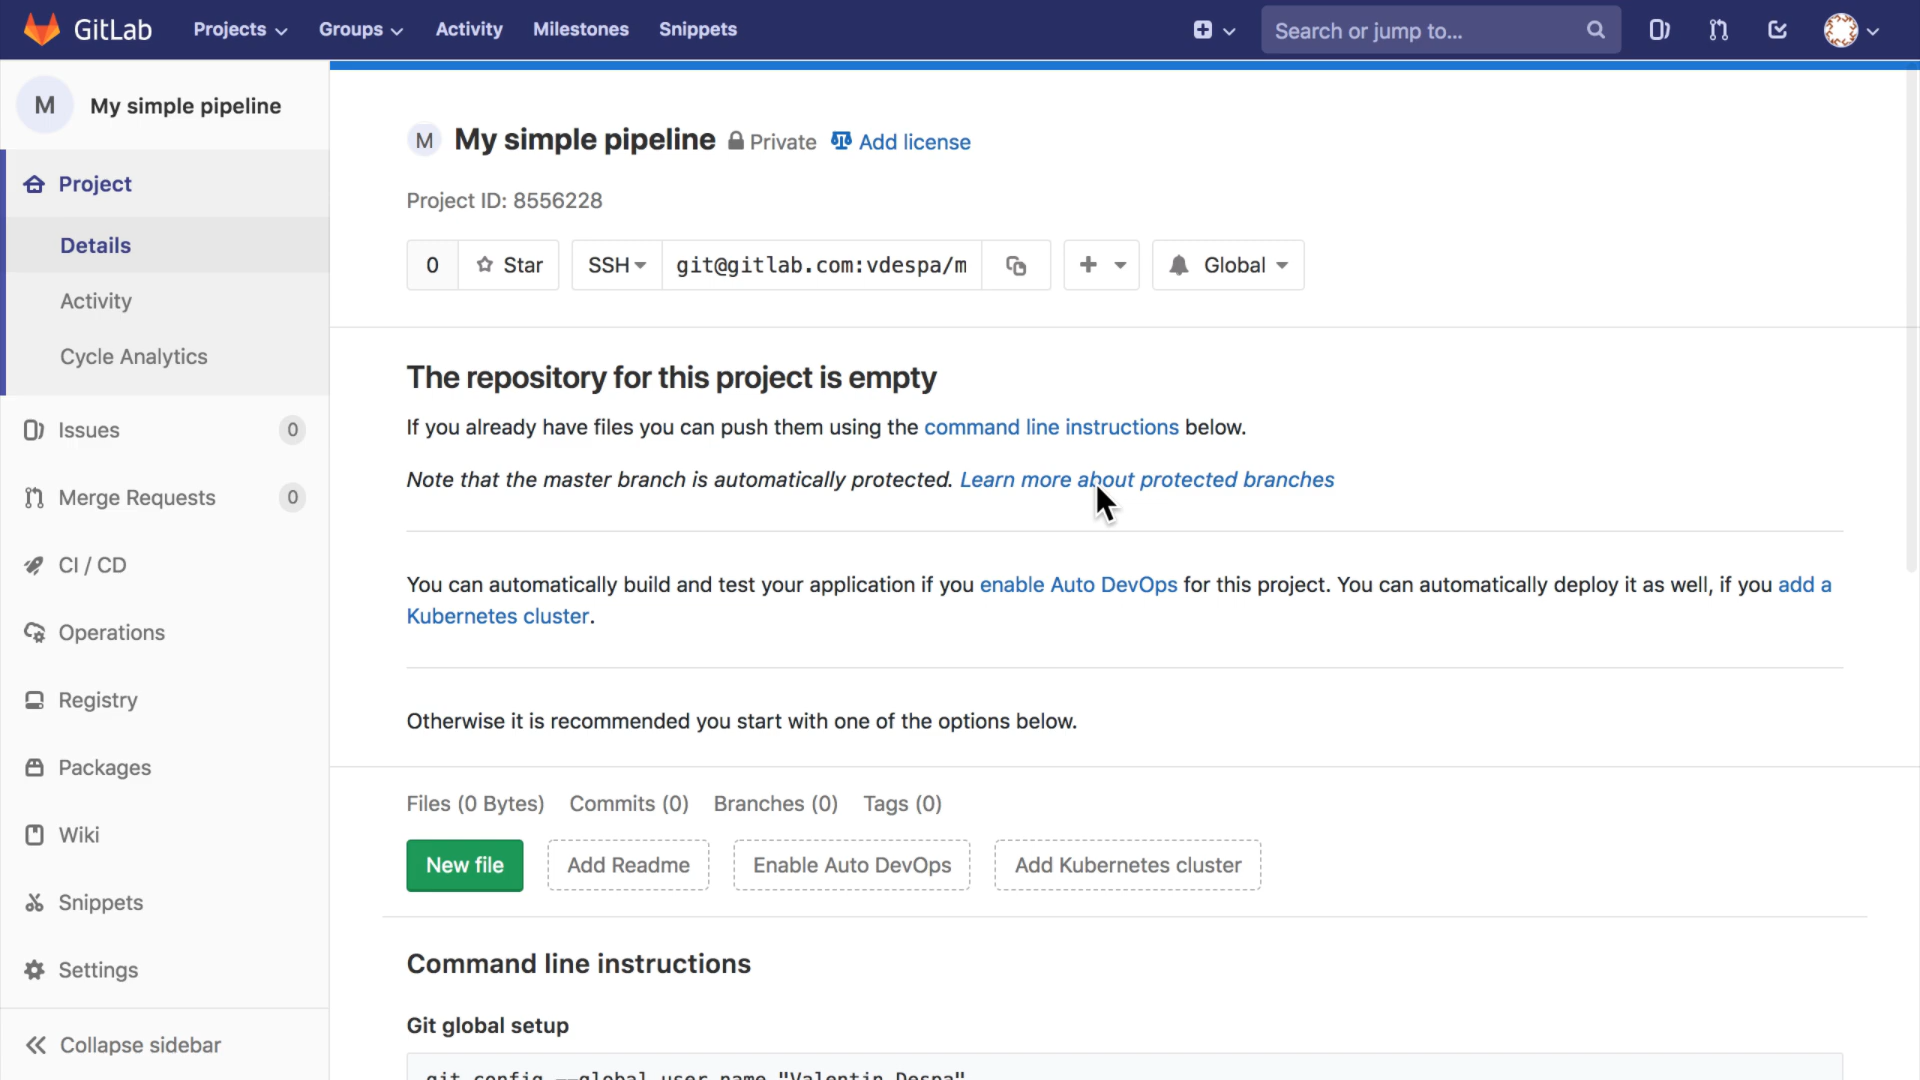 GitLab Projects Groups Activity Milestones Snippets Search or jump to...
M My simple pipeline
Project
Details
Activity
Cycle Analytics
Issues 0
Merge Requests 0
CI / CD
Operations
Registry
Packages
Wiki
Snippets
Settings
Collapse sidebar
M My simple pipeline Private Add license
Project ID: 8556228
0 Star SSH git@gitlab.com:vdespa/m + Global
The repository for this project is empty
If you already have files you can push them using the command line instructions below.
Note that the master branch is automatically protected. Learn more about protected branches
You can automatically build and test your application if you enable Auto DevOps for this project. You can automatically deploy it as well, if you add a
Kubernetes cluster.
Otherwise it is recommended you start with one of the options below.
Files (0 Bytes) Commits (0) Branches (0) Tags (0)
New file Add Readme Enable Auto DevOps Add Kubernetes cluster
Command line instructions
Git global setup
git config --global user.name "Valentin Despa"